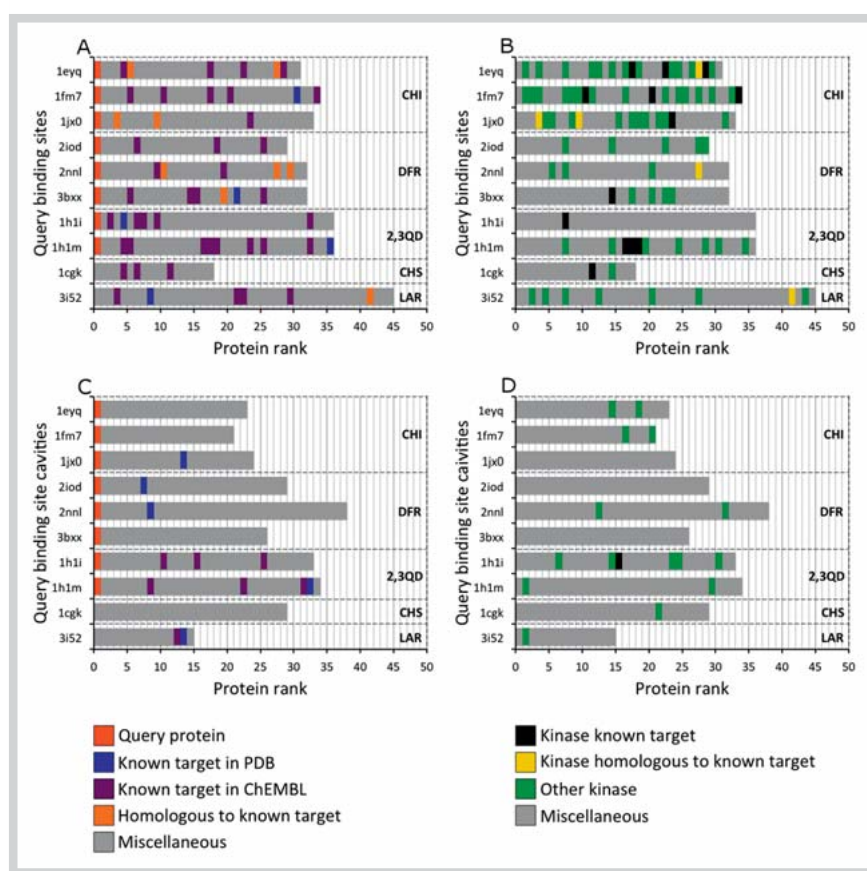 A
Query binding sites
1eyq
1fm7
1jx0
2iod
2nnl
3bxx
1h1i
1h1m
1cgk
3i52
CHI
DFR
2,3QD
CHS
LAR
0 5 10 15 20 25 30 35 40 45 50
Protein rank
B
Query binding sites
1eyq
1fm7
1jx0
2iod
2nnl
3bxx
1h1i
1h1m
1cgk
3i52
CHI
DFR
2,3QD
CHS
LAR
0 5 10 15 20 25 30 35 40 45 50
Protein rank
C
Query binding site cavities
1eyq
1fm7
1jx0
2iod
2nnl
3bxx
1h1i
1h1m
1cgk
3i52
CHI
DFR
2,3QD
CHS
LAR
0 5 10 15 20 25 30 35 40 45 50
Protein rank
D
Query binding site caivities
1eyq
1fm7
1jx0
2iod
2nnl
3bxx
1h1i
1h1m
1cgk
3i52
CHI
DFR
2,3QD
CHS
LAR
0 5 10 15 20 25 30 35 40 45 50
Protein rank
Query protein
Known target in PDB
Known target in ChEMBL
Homologous to known target
Miscellaneous
Kinase known target
Kinase homologous to known target
Other kinase
Miscellaneous